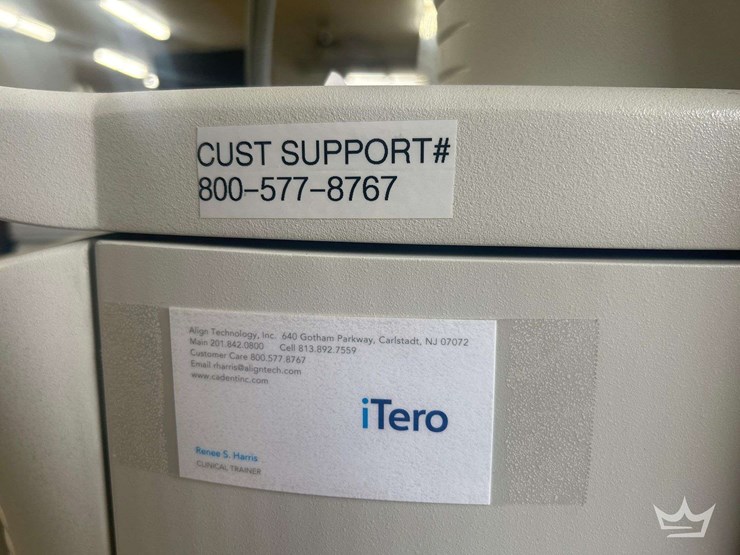 CUST SUPPORT#
800-577-8767
Align Technology, Inc. 640 Gotham Parkway, Carlstadt, NJ 07072
Main 201.842.0800 Cell 813.892.7559
Customer Care 800.577.8767
Email rharris@aligntech.com
www.cadentinc.com
iTero
Renee S. Harris
CLINICAL TRAINER